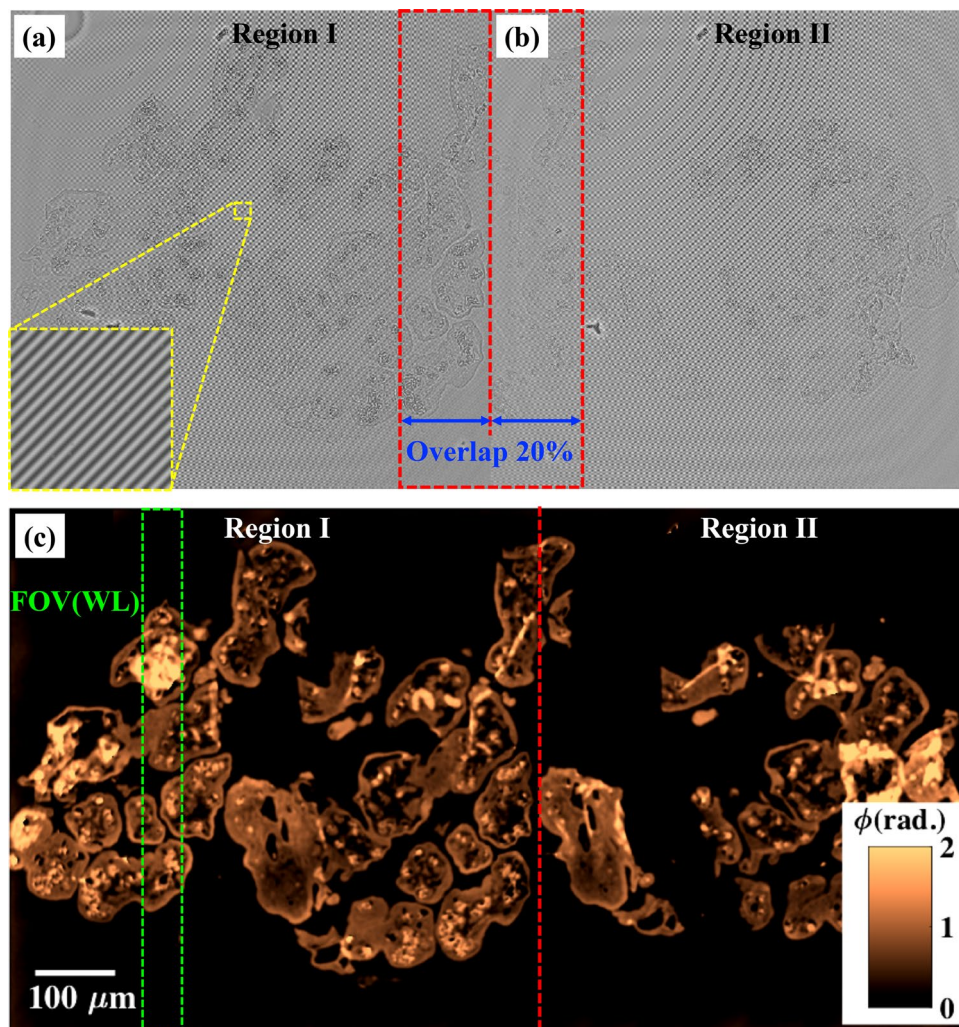 (a)
Region I
(b)
Region II
Overlap 20%
(c)
Region I
Region II
FOV(WL)
ϕ(rad.)
2
1
0
100 μm